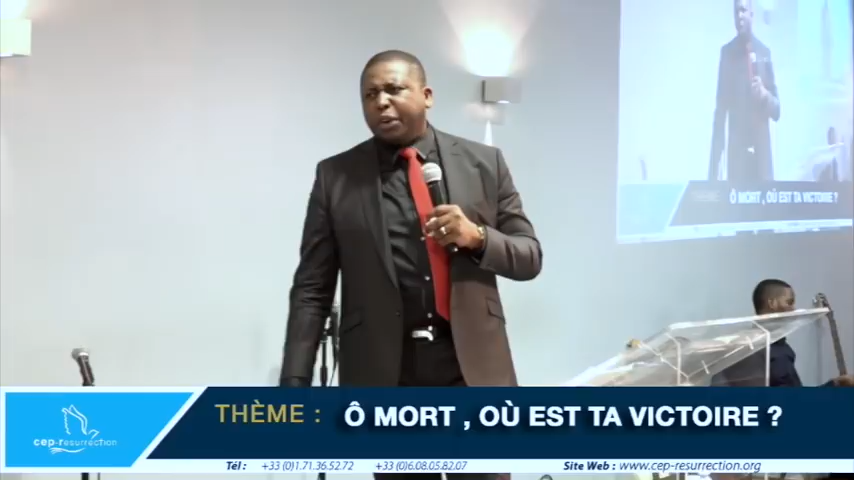 Ô MORT , OÙ EST TA VICTOIRE ?
THÈME : Ô MORT , OÙ EST TA VICTOIRE ?
cep-resurrection
Tél : +33 (0)1.71.36.52.72 +33 (0)6.08.05.82.07 Site Web : www.cep-resurrection.org